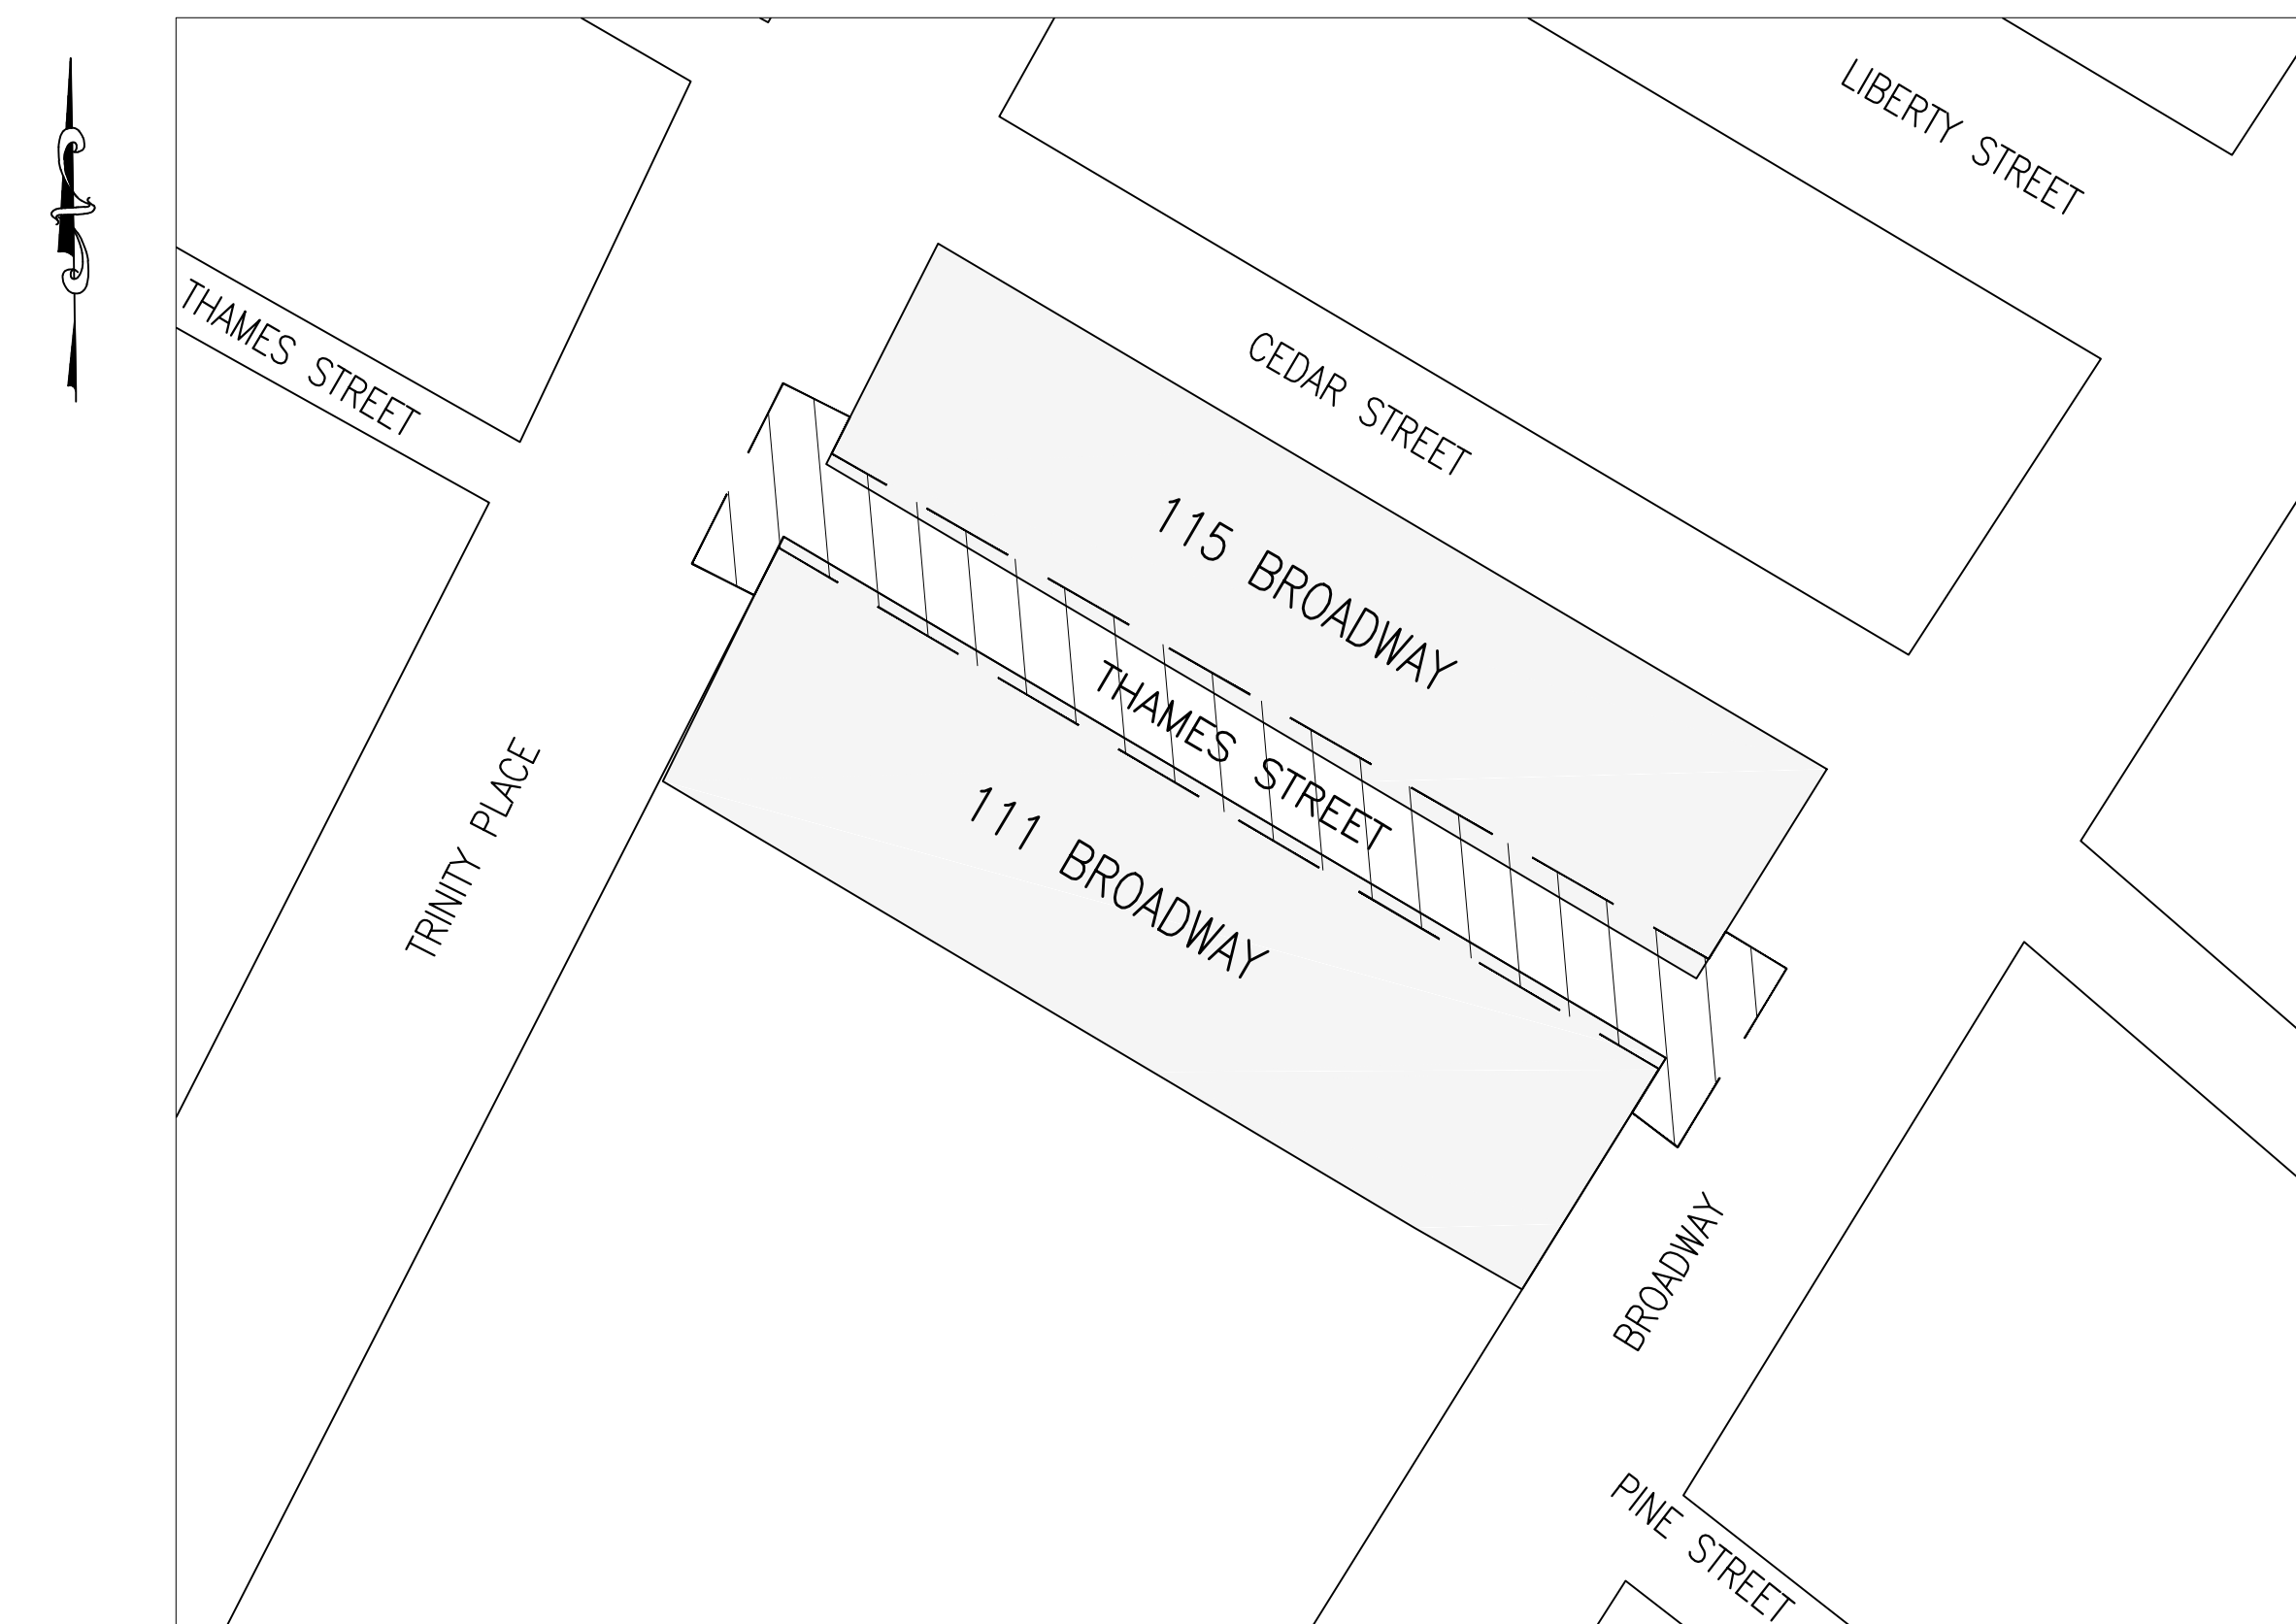 LIBERTY STREET
THAMES STREET
CEDAR STREET
115 BROADWAY
THAMES STREET
111 BROADWAY
TRINITY PLACE
BROADWAY
PINE STREET